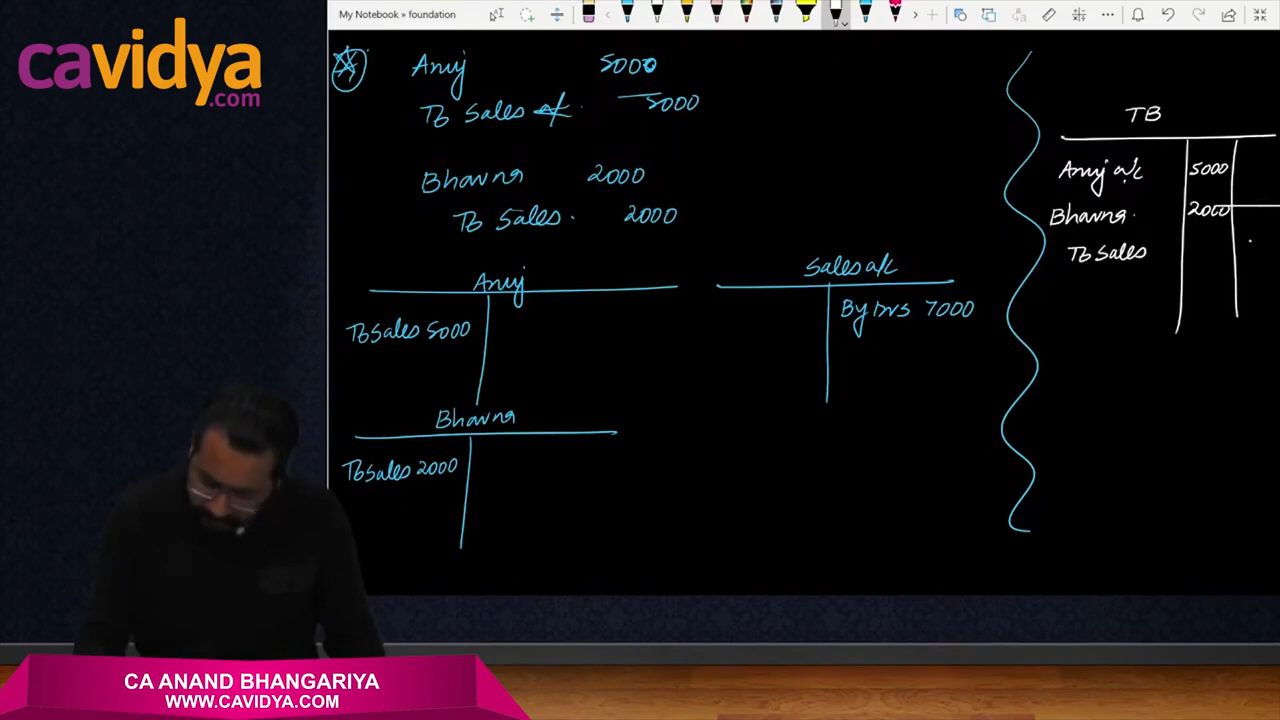 cavidya
.com
My Notebook » foundation
Anuj 5000
To Sales a/c. 5000
Bhavna 2000
To Sales. 2000
Anuj
To Sales 5000
Bhavna
To Sales 2000
Sales a/c
By Drs 7000
TB
Anuj a/c 5000
Bhavna. 2000
To Sales
CA ANAND BHANGARIYA
WWW.CAVIDYA.COM